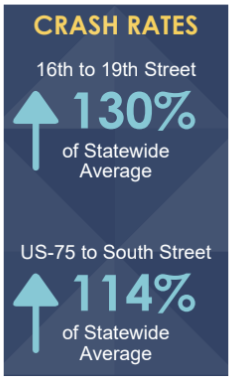 CRASH RATES
16th to 19th Street
130%
of Statewide
Average
US-75 to South Street
114%
of Statewide
Average